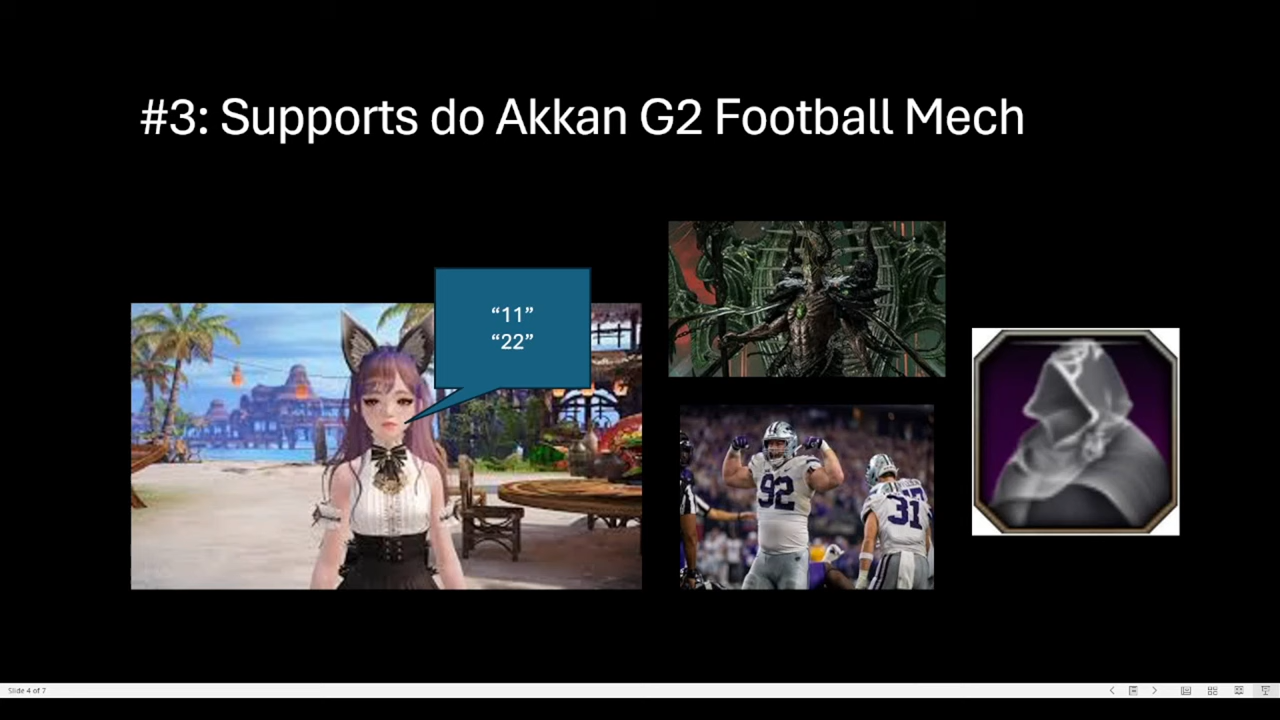 #3: Supports do Akkan G2 Football Mech
“11”
“22”
92
31
Slide 4 of 7